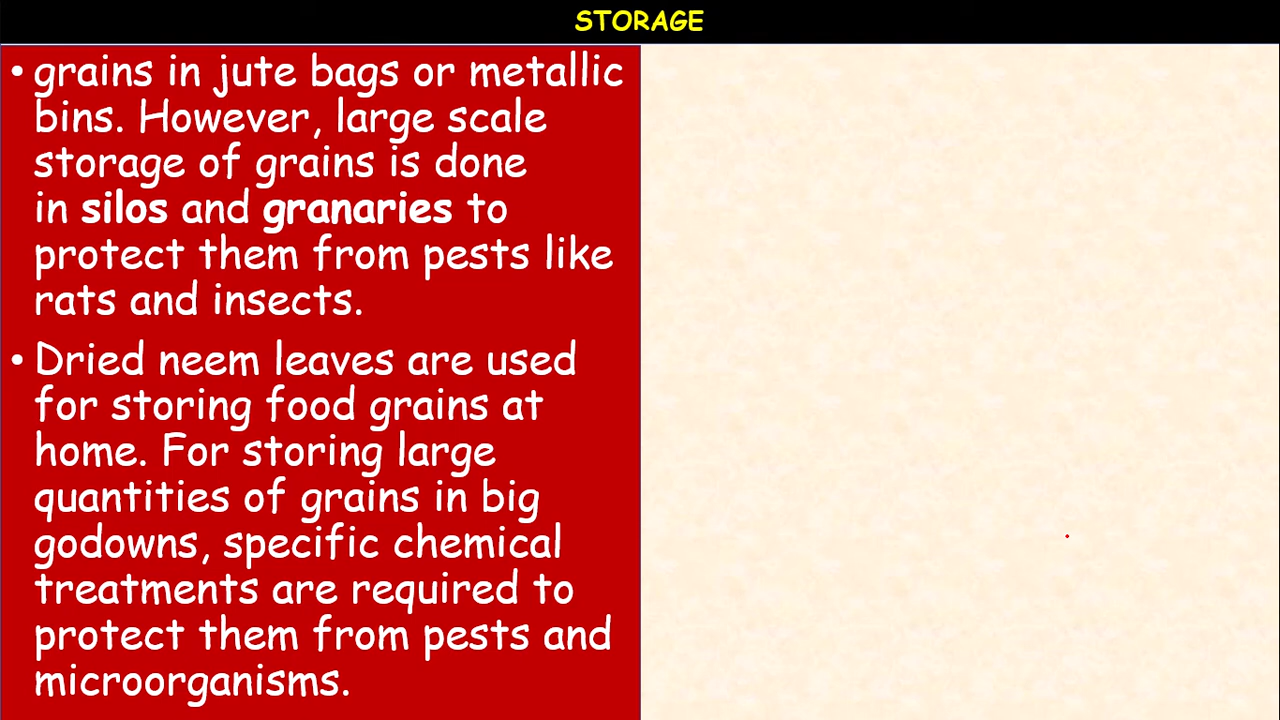 STORAGE
• grains in jute bags or metallic
bins. However, large scale
storage of grains is done
in silos and granaries to
protect them from pests like
rats and insects.
• Dried neem leaves are used
for storing food grains at
home. For storing large
quantities of grains in big
godowns, specific chemical
treatments are required to
protect them from pests and
microorganisms.